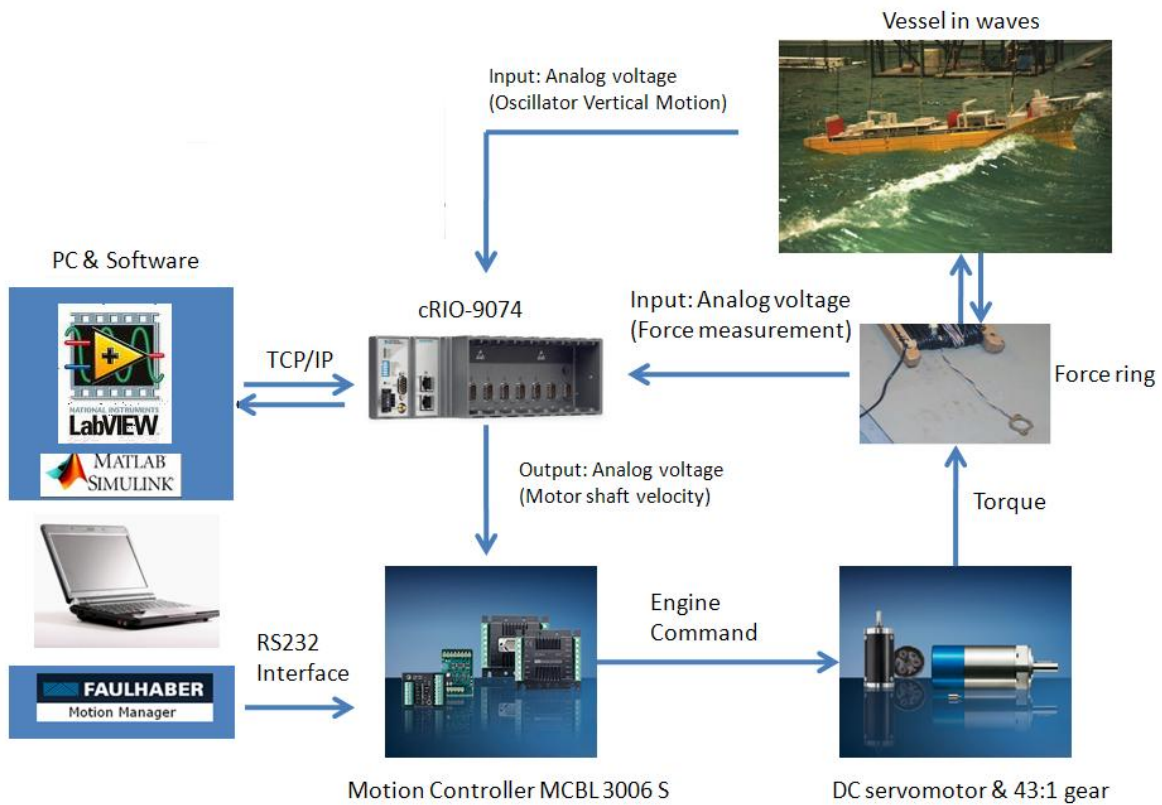 Vessel in waves
Input: Analog voltage
(Oscillator Vertical Motion)
PC & Software
cRIO-9074
Input: Analog voltage
(Force measurement)
TCP/IP
Force ring
NATIONAL INSTRUMENTS
LabVIEW
MATLAB
SIMULINK
Output: Analog voltage
(Motor shaft velocity)
Torque
RS232
Interface
Engine
Command
FAULHABER
Motion Manager
Motion Controller MCBL 3006 S
DC servomotor & 43:1 gear